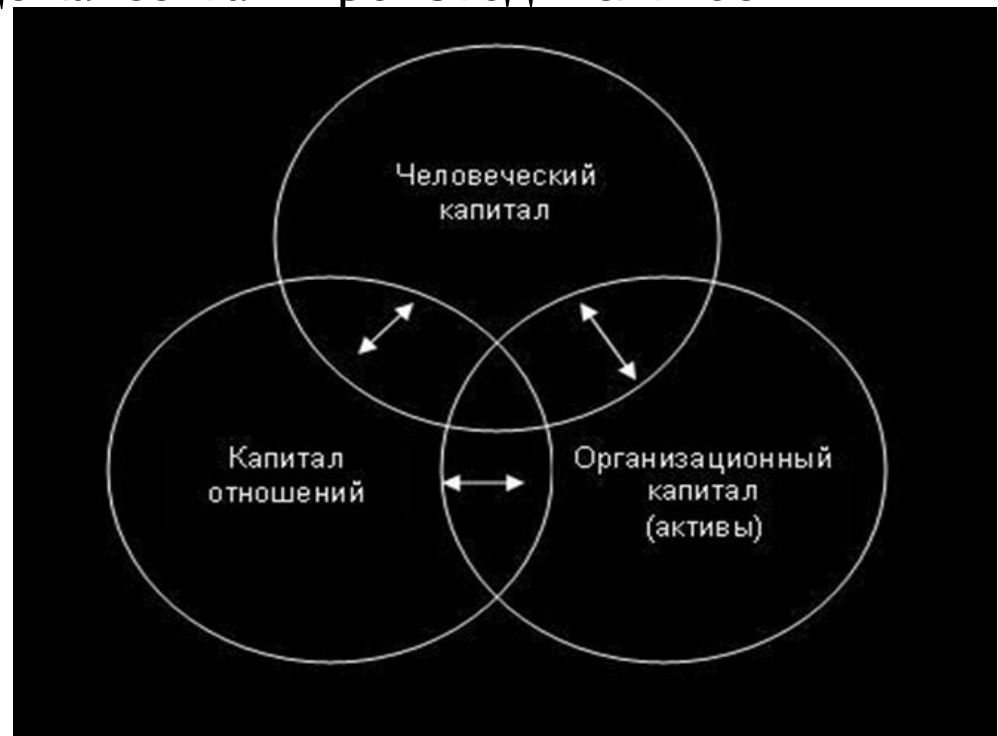 Человеческий
капитал
Капитал
отношений
Организационный
капитал
(активы)